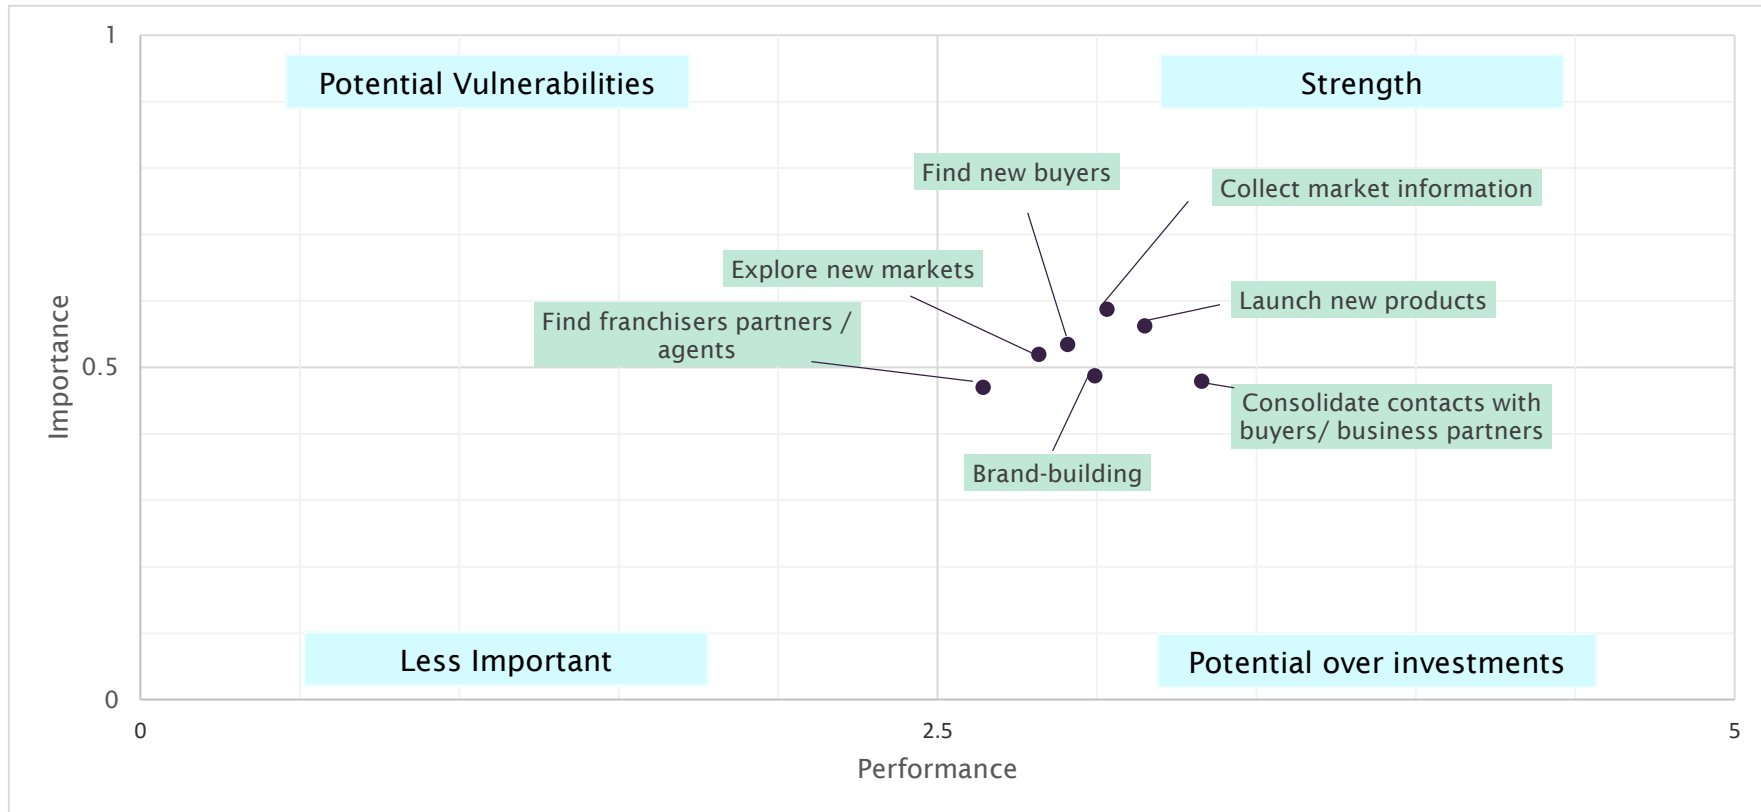 1
Potential Vulnerabilities
Strength
Find new buyers
Collect market information
Explore new markets
Launch new products
Find franchisers partners /
agents
Importance
0.5
Consolidate contacts with
buyers/ business partners
Brand-building
Less Important
Potential over investments
0
0
2.5
5
Performance